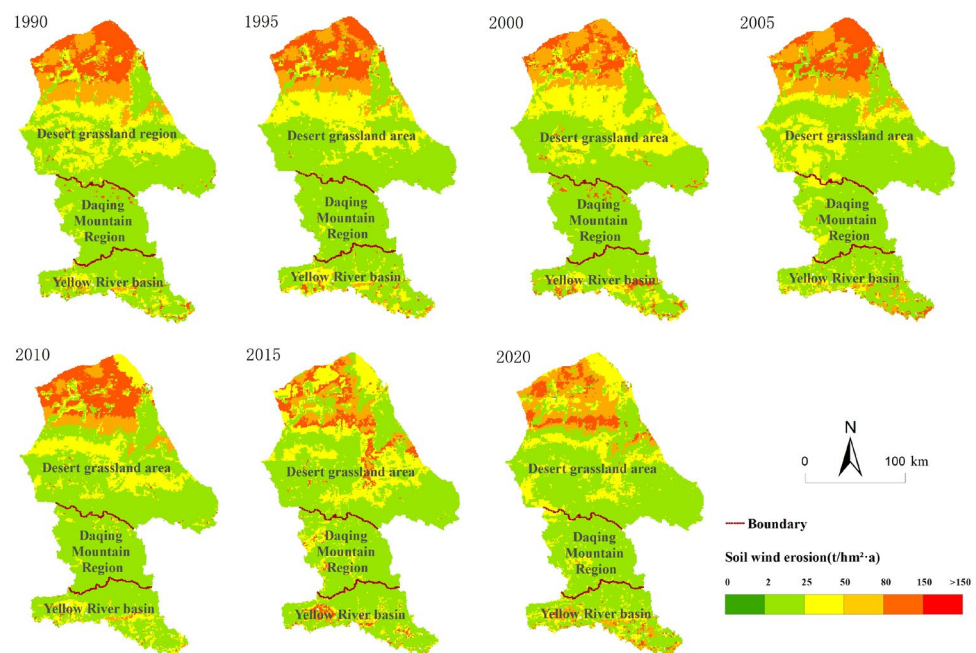 1990
1995
2000
2005
Desert grassland region
Desert grassland area
Desert grassland area
Desert grassland area
Daqing
Mountain
Region
Daqing
Mountain
Region
Daqing
Mountain
Region
Daqing
Mountain
Region
Yellow River basin
Yellow River basin
Yellow River basin
Yellow River basin
2010
2015
2020
Desert grassland area
Desert grassland area
Desert grassland area
Daqing
Mountain
Region
Daqing
Mountain
Region
Daqing
Mountain
Region
Yellow River basin
Yellow River basin
Yellow River basin
N
0 100 km
Boundary
Soil wind erosion(t/hm²·a)
0 2 25 50 80 150 >150